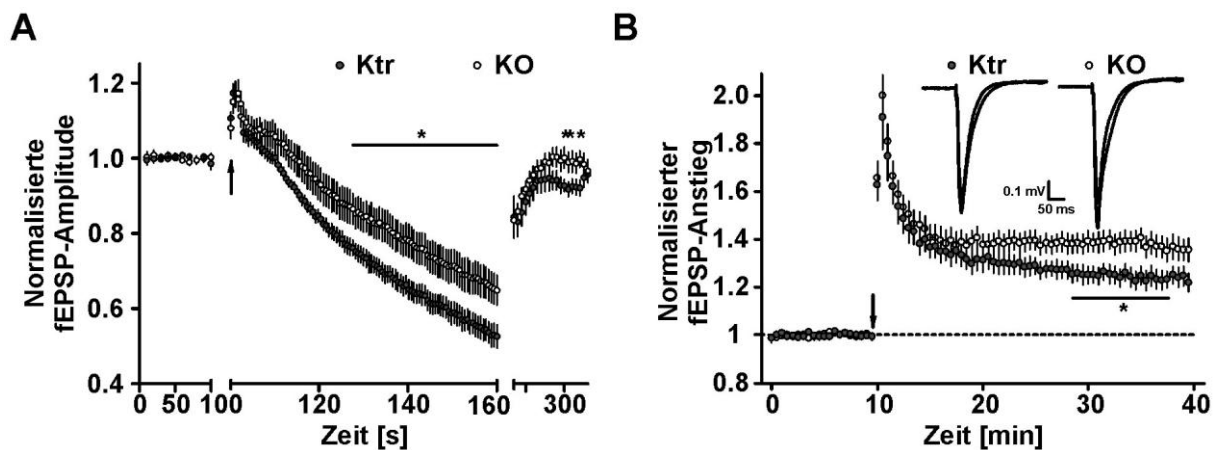 A
Ktr KO
Normalisierte
fEPSP-Amplitude
1.2
1.0
0.8
0.6
0.4
*
***
0 50 100 120 140 160 300
Zeit [s]
B
Ktr KO
Normalisierter
fEPSP-Anstieg
2.0
1.8
1.6
1.4
1.2
1
0.8
0.1 mV
50 ms
*
0 10 20 30 40
Zeit [min]